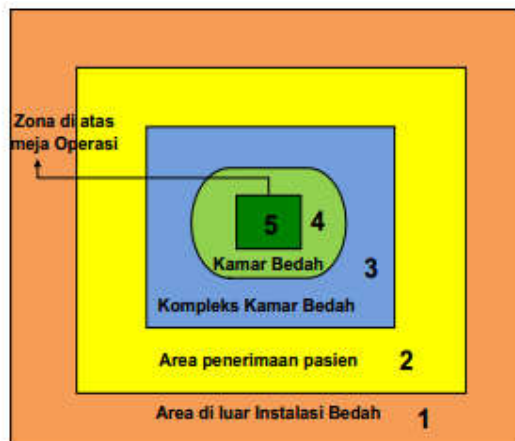 Zona di atas
meja Operasi
5
4
Kamar Bedah
3
Kompleks Kamar Bedah
Area penerimaan pasien
2
Area di luar Instalasi Bedah
1